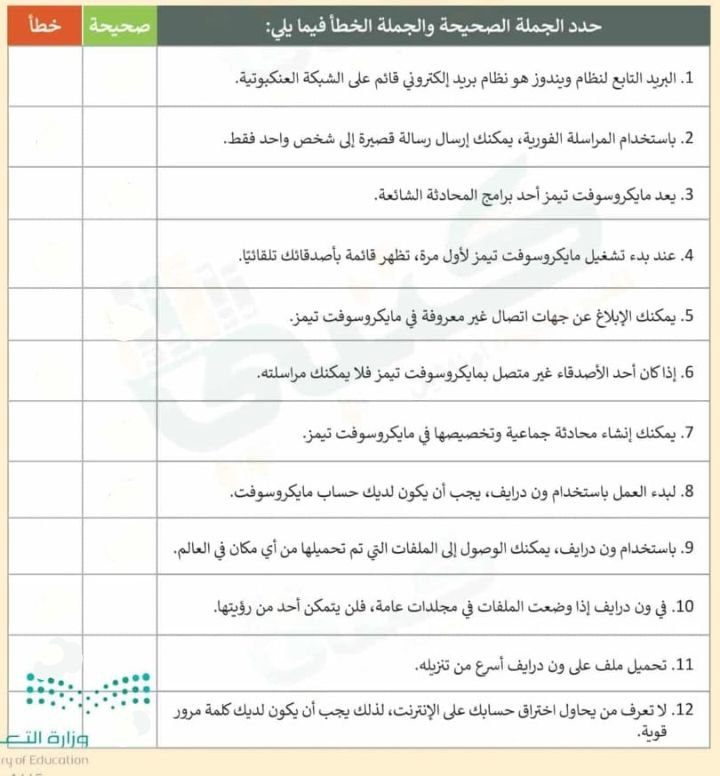 حدد الجملة الصحيحة والجملة الخطأ فيما يلي: صحيحة خطأ
1. البريد التابع لنظام ويندوز هو نظام بريد إلكتروني قائم على الشبكة العنكبوتية.
2. باستخدام المراسلة الفورية، يمكنك إرسال رسالة قصيرة إلى شخص واحد فقط.
3. يعد مايكروسوفت تيمز أحد برامج المحادثة الشائعة.
4. عند بدء تشغيل مايكروسوفت تيمز لأول مرة، تظهر قائمة بأصدقائك تلقائيًا.
5. يمكنك الإبلاغ عن جهات اتصال غير معروفة في مايكروسوفت تيمز.
6. إذا كان أحد الأصدقاء غير متصل بمايكروسوفت تيمز فلا يمكنك مراسلته.
7. يمكنك إنشاء محادثة جماعية وتخصيصها في مايكروسوفت تيمز.
8. لبدء العمل باستخدام ون درايف، يجب أن يكون لديك حساب مايكروسوفت.
9. باستخدام ون درايف، يمكنك الوصول إلى الملفات التي تم تحميلها من أي مكان في العالم.
10. في ون درايف إذا وضعت الملفات في مجلدات عامة، فلن يتمكن أحد من رؤيتها.
11. تحميل ملف على ون درايف أسرع من تنزيله.
12. لا تعرف من يحاول اختراق حسابك على الإنترنت، لذلك يجب أن يكون لديك كلمة مرور
قوية.
وزارة التعـ
ry of Education